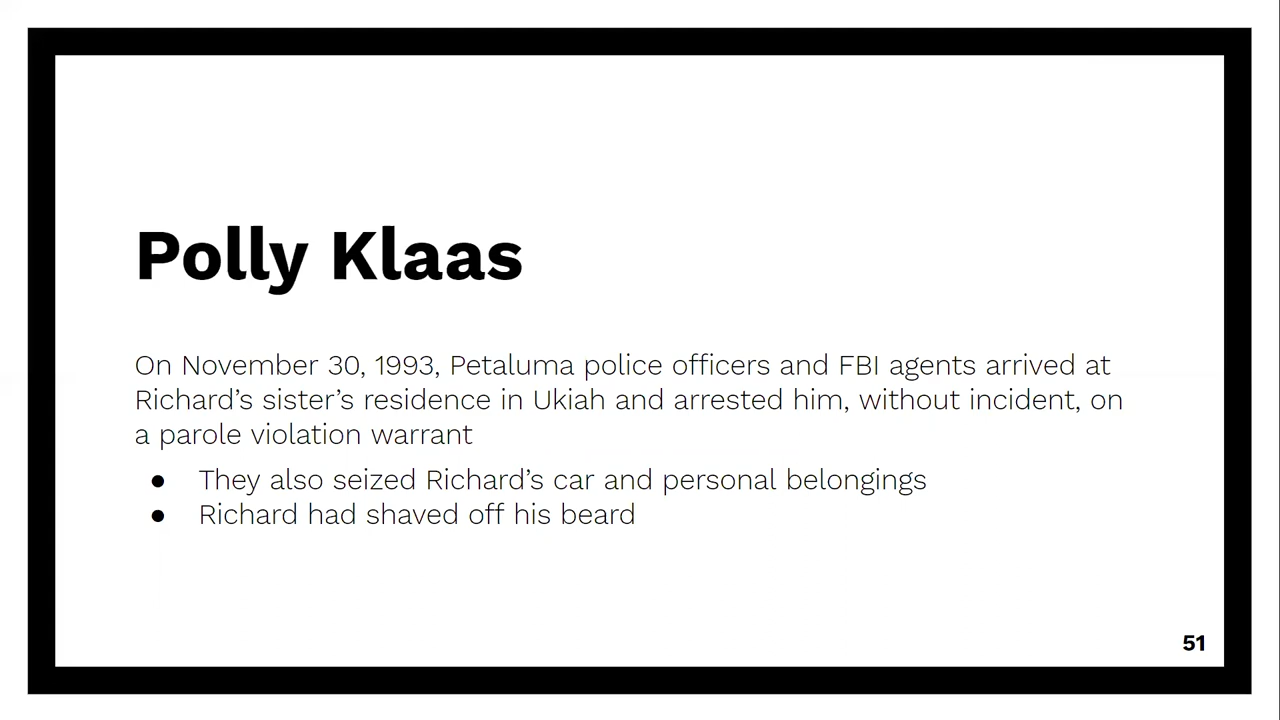 Polly Klaas
On November 30, 1993, Petaluma police officers and FBI agents arrived at
Richard’s sister’s residence in Ukiah and arrested him, without incident, on
a parole violation warrant
● They also seized Richard’s car and personal belongings
● Richard had shaved off his beard
51